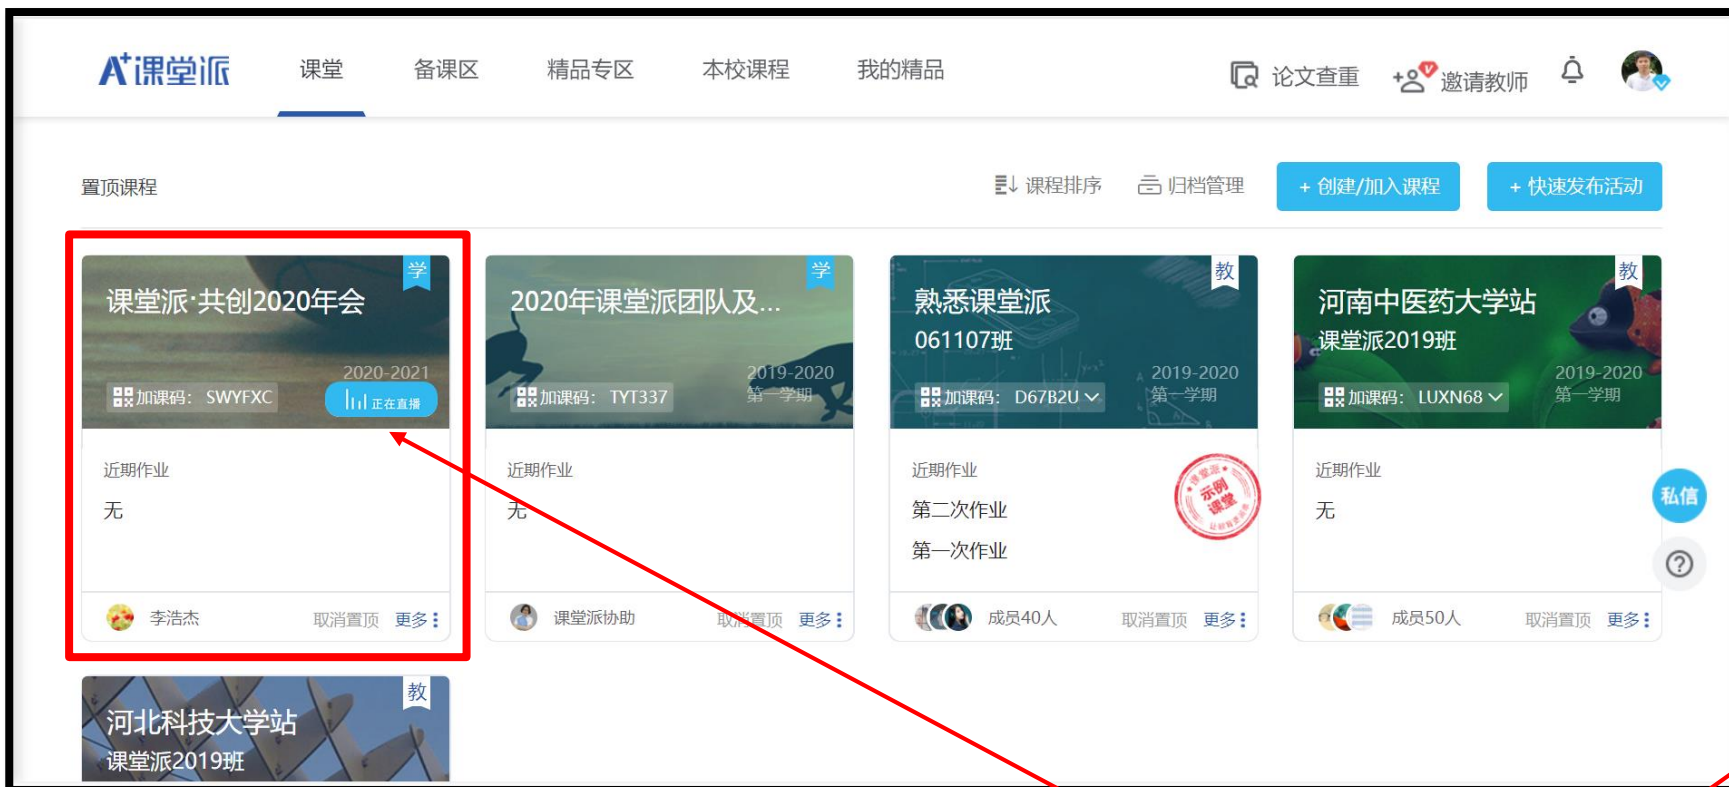 A+课堂派
课堂
备课区
精品专区
本校课程
我的精品
论文查重
邀请教师
置顶课程
课程排序
归档管理
+ 创建/加入课程
+ 快速发布活动
学
课堂派·共创2020年会
2020-2021
加课码: SWYFXC
正在直播
近期作业
无
李浩杰
取消置顶 更多
学
2020年课堂派团队及...
2019-2020
第一学期
加课码: TYT337
近期作业
无
课堂派协助
取消置顶 更多
教
熟悉课堂派
061107班
2019-2020
第一学期
加课码: D67B2U
近期作业
第二次作业
第一次作业
示例
课堂
成员40人
取消置顶 更多
教
河南中医药大学站
课堂派2019班
2019-2020
第一学期
加课码: LUXN68
近期作业
无
成员50人
取消置顶 更多
私信
教
河北科技大学站
课堂派2019班